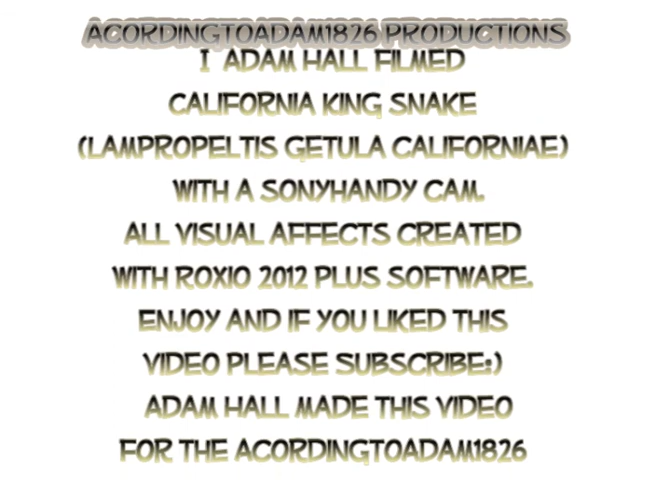 ACORDINGTOADAM1826 PRODUCTIONS
I ADAM HALL FILMED
CALIFORNIA KING SNAKE
(LAMPROPELTIS GETULA CALIFORNIAE)
WITH A SONYHANDY CAM.
ALL VISUAL AFFECTS CREATED
WITH ROXIO 2012 PLUS SOFTWARE.
ENJOY AND IF YOU LIKED THIS
VIDEO PLEASE SUBSCRIBE:)
ADAM HALL MADE THIS VIDEO
FOR THE ACORDINGTOADAM1826